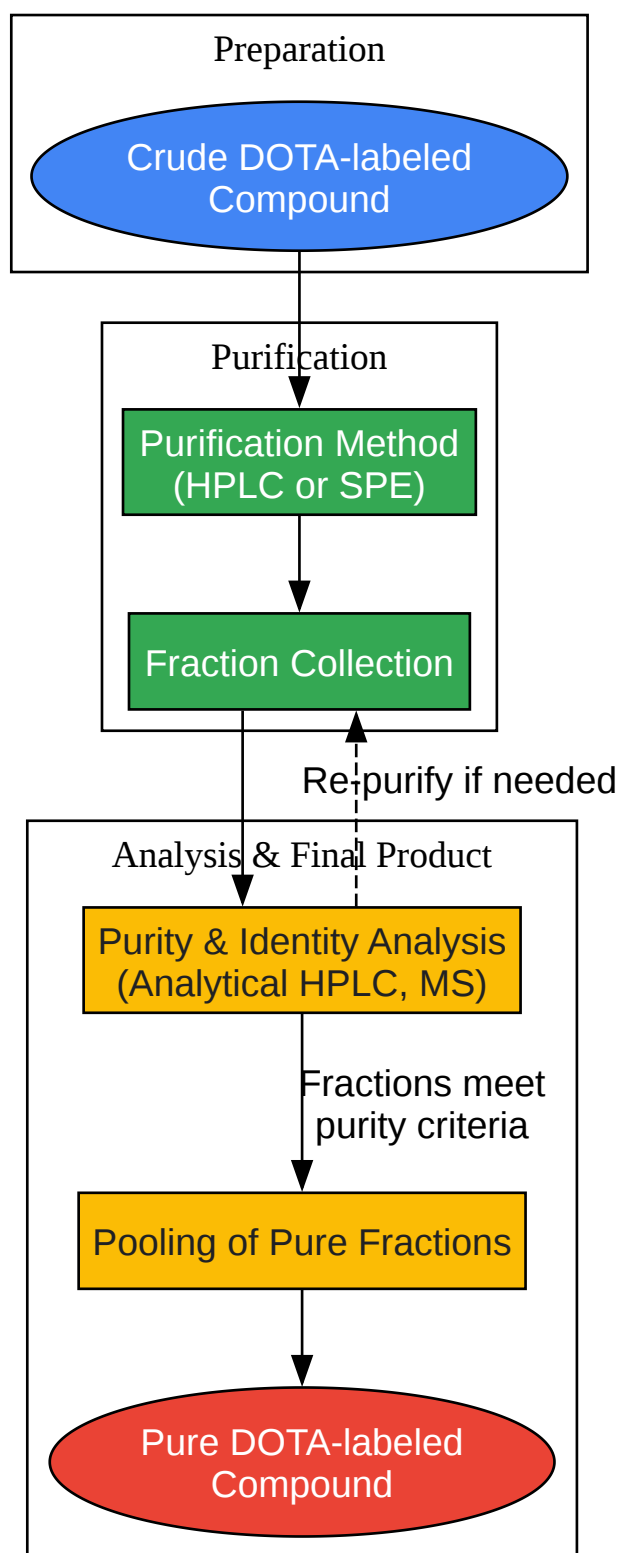 Preparation
Crude DOTA-labeled
Compound
Purification
Purification Method
(HPLC or SPE)
Fraction Collection
Re-purify if needed
Analysis & Final Product
Purity & Identity Analysis
(Analytical HPLC, MS)
Fractions meet
purity criteria
Pooling of Pure Fractions
Pure DOTA-labeled
Compound